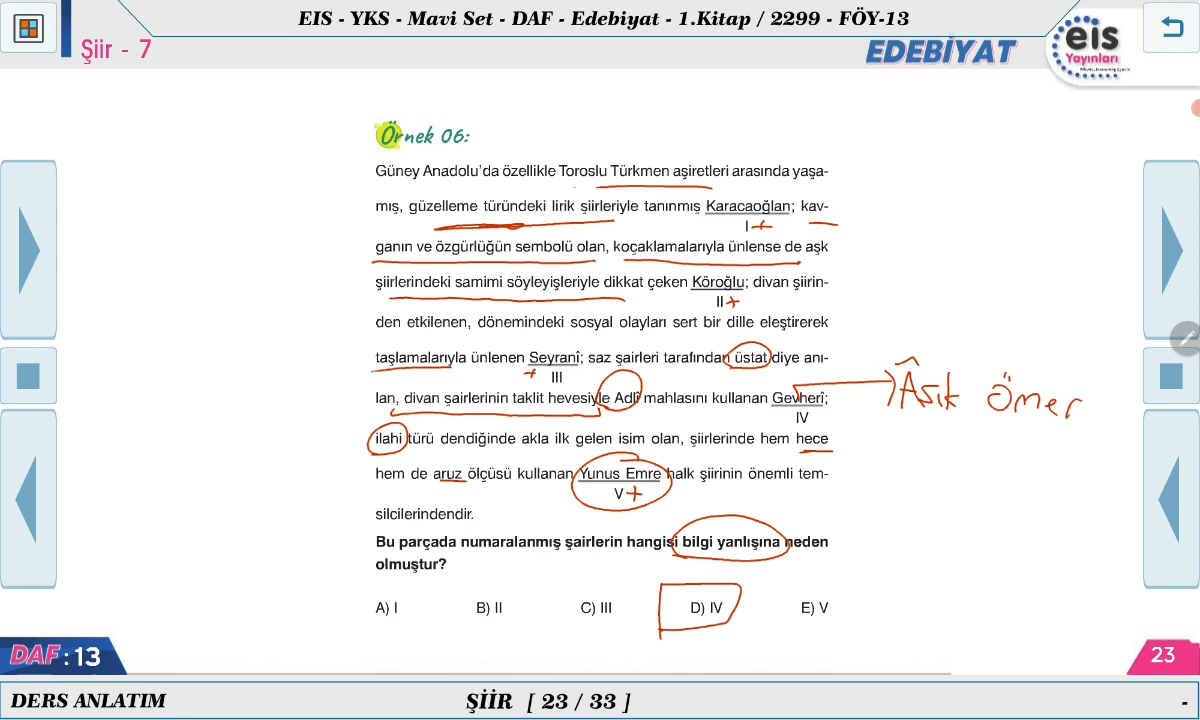 EIS - YKS - Mavi Set - DAF - Edebiyat - 1.Kitap / 2299 - FÖY-13
Şiir - 7
EDEBİYAT
eis
Yayınları
Örnek 06:
Güney Anadolu'da özellikle Toroslu Türkmen aşiretleri arasında yaşa-
mış, güzelleme türündeki lirik şiirleriyle tanınmış Karacaoğlan; kav-
I +
ganın ve özgürlüğün sembolü olan, koçaklamalarıyla ünlense de aşk
şiirlerindeki samimi söyleyişleriyle dikkat çeken Köroğlu; divan şiirin-
II +
den etkilenen, dönemindeki sosyal olayları sert bir dille eleştirerek
taşlamalarıyla ünlenen Seyranî; saz şairleri tarafından üstat diye anı-
+ III
lan, divan şairlerinin taklit hevesiyle Adlî mahlasını kullanan Gevherî;
Âşık Ömer
IV
ilahi türü dendiğinde akla ilk gelen isim olan, şiirlerinde hem hece
hem de aruz ölçüsü kullanan Yunus Emre halk şiirinin önemli tem-
V +
silcilerindendir.
Bu parçada numaralanmış şairlerin hangisi bilgi yanlışına neden
olmuştur?
A) I B) II C) III D) IV E) V
DAF : 13
23
DERS ANLATIM
ŞİİR [ 23 / 33 ]
-